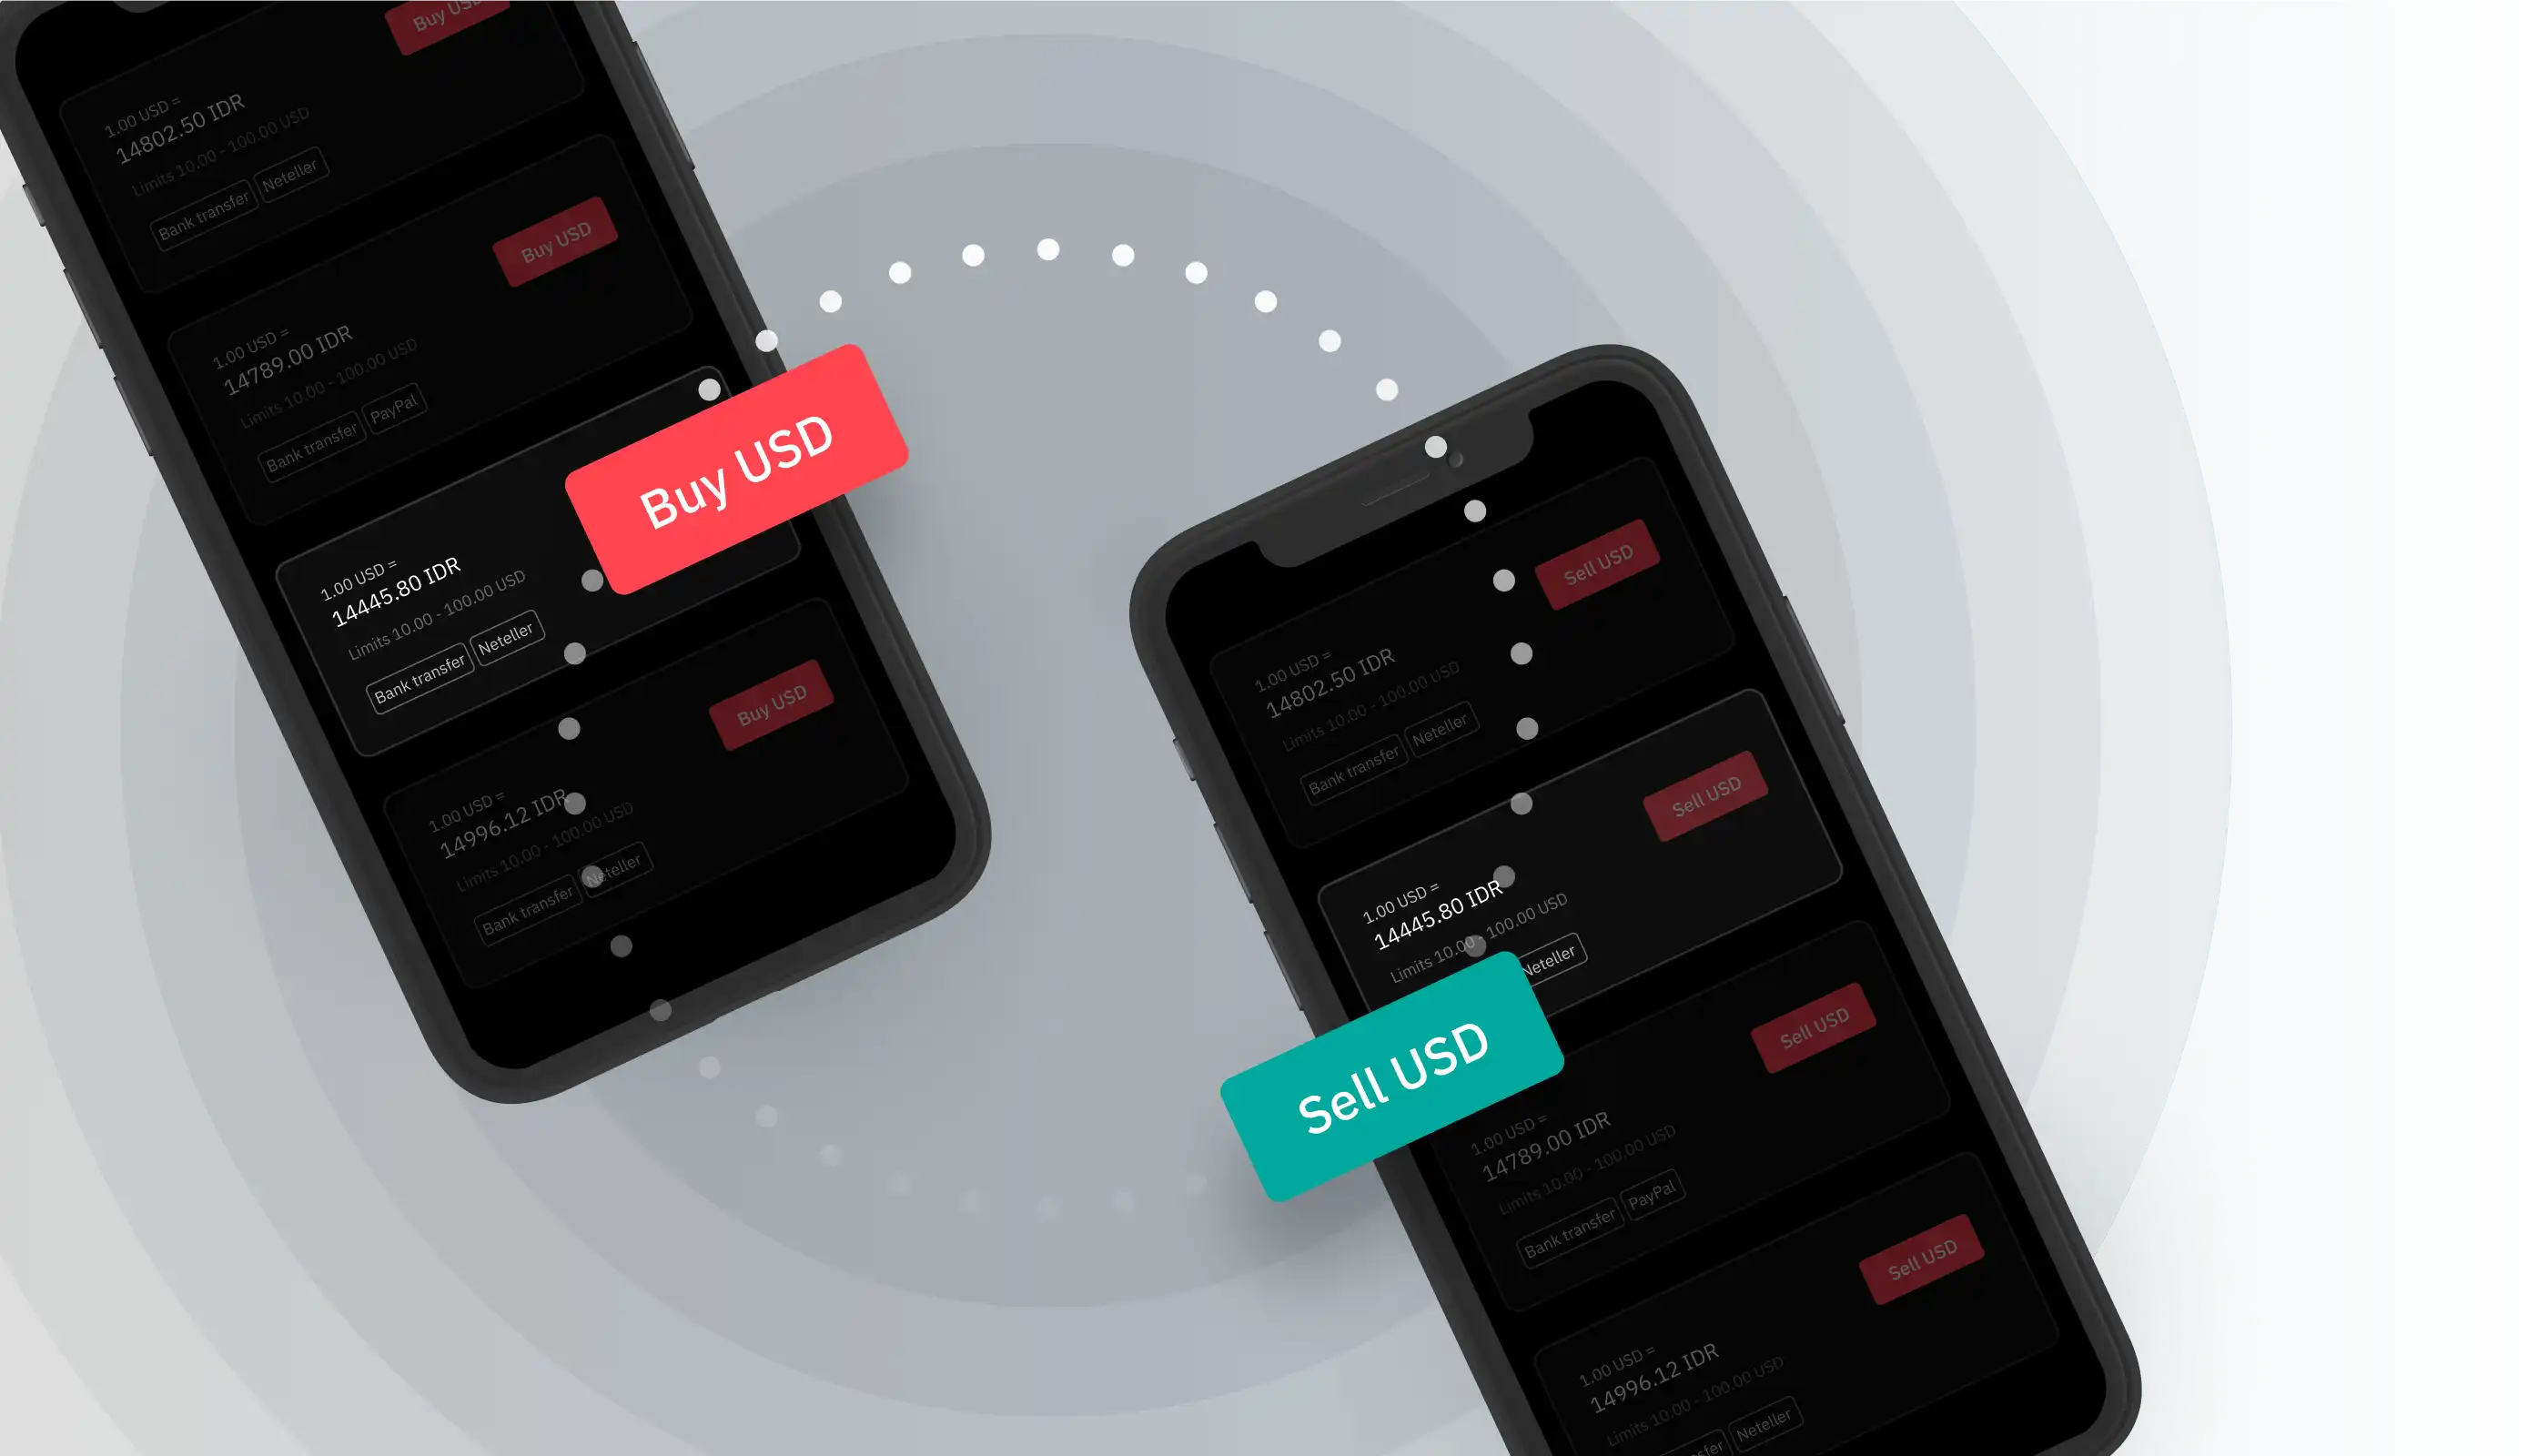 Buy USD
1.00 USD =
14802.50 IDR
Limits 10.00 - 100.00 USD
Bank transfer Neteller
Buy USD
1.00 USD =
14789.00 IDR
Limits 10.00 - 100.00 USD
Bank transfer PayPal
Buy USD
1.00 USD =
14445.80 IDR
Limits 10.00 - 100.00 USD
Bank transfer Neteller
Buy USD
1.00 USD =
14996.12 IDR
Limits 10.00 - 100.00 USD
Bank transfer Neteller
Sell USD
1.00 USD =
14802.50 IDR
Limits 10.00 - 100.00 USD
Bank transfer Neteller
Sell USD
1.00 USD =
14445.80 IDR
Limits 10.00 - 100.00 USD
Neteller
Sell USD
Sell USD
1.00 USD =
14789.00 IDR
Limits 10.00 - 100.00 USD
Bank transfer PayPal
Sell USD
1.00 USD =
14996.12 IDR
Limits 10.00 - 100.00 USD
Neteller